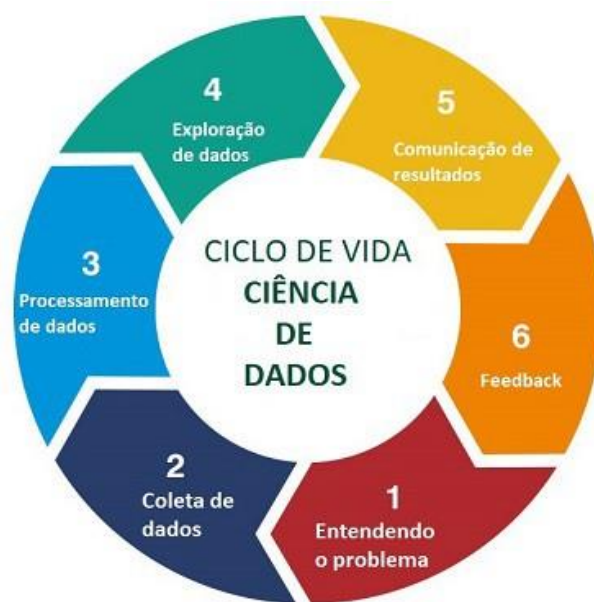 CICLO DE VIDA
CIÊNCIA
DE
DADOS
1
Entendendo
o problema
2
Coleta de
dados
3
Processamento
de dados
4
Exploração
de dados
5
Comunicação de
resultados
6
Feedback